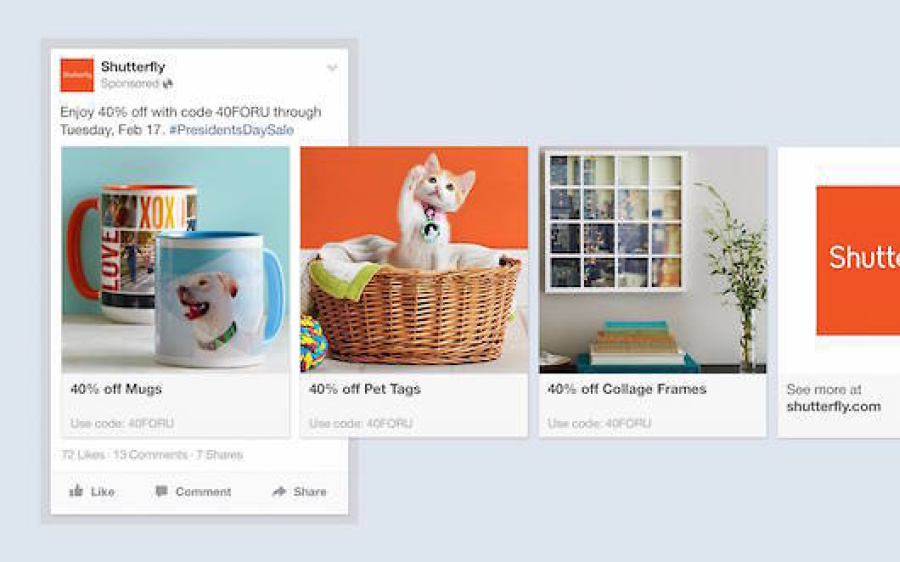 Shutterfly
Shutterfly
Sponsored
Enjoy 40% off with code 40FORU through
Tuesday, Feb 17. #PresidentsDaySale
LOVE
XOX
Shutte
40% off Mugs
Use code: 40FORU
40% off Pet Tags
Use code: 40FORU
40% off Collage Frames
Use code: 40FORU
See more at
shutterfly.com
72 Likes · 13 Comments · 7 Shares
Like
Comment
Share